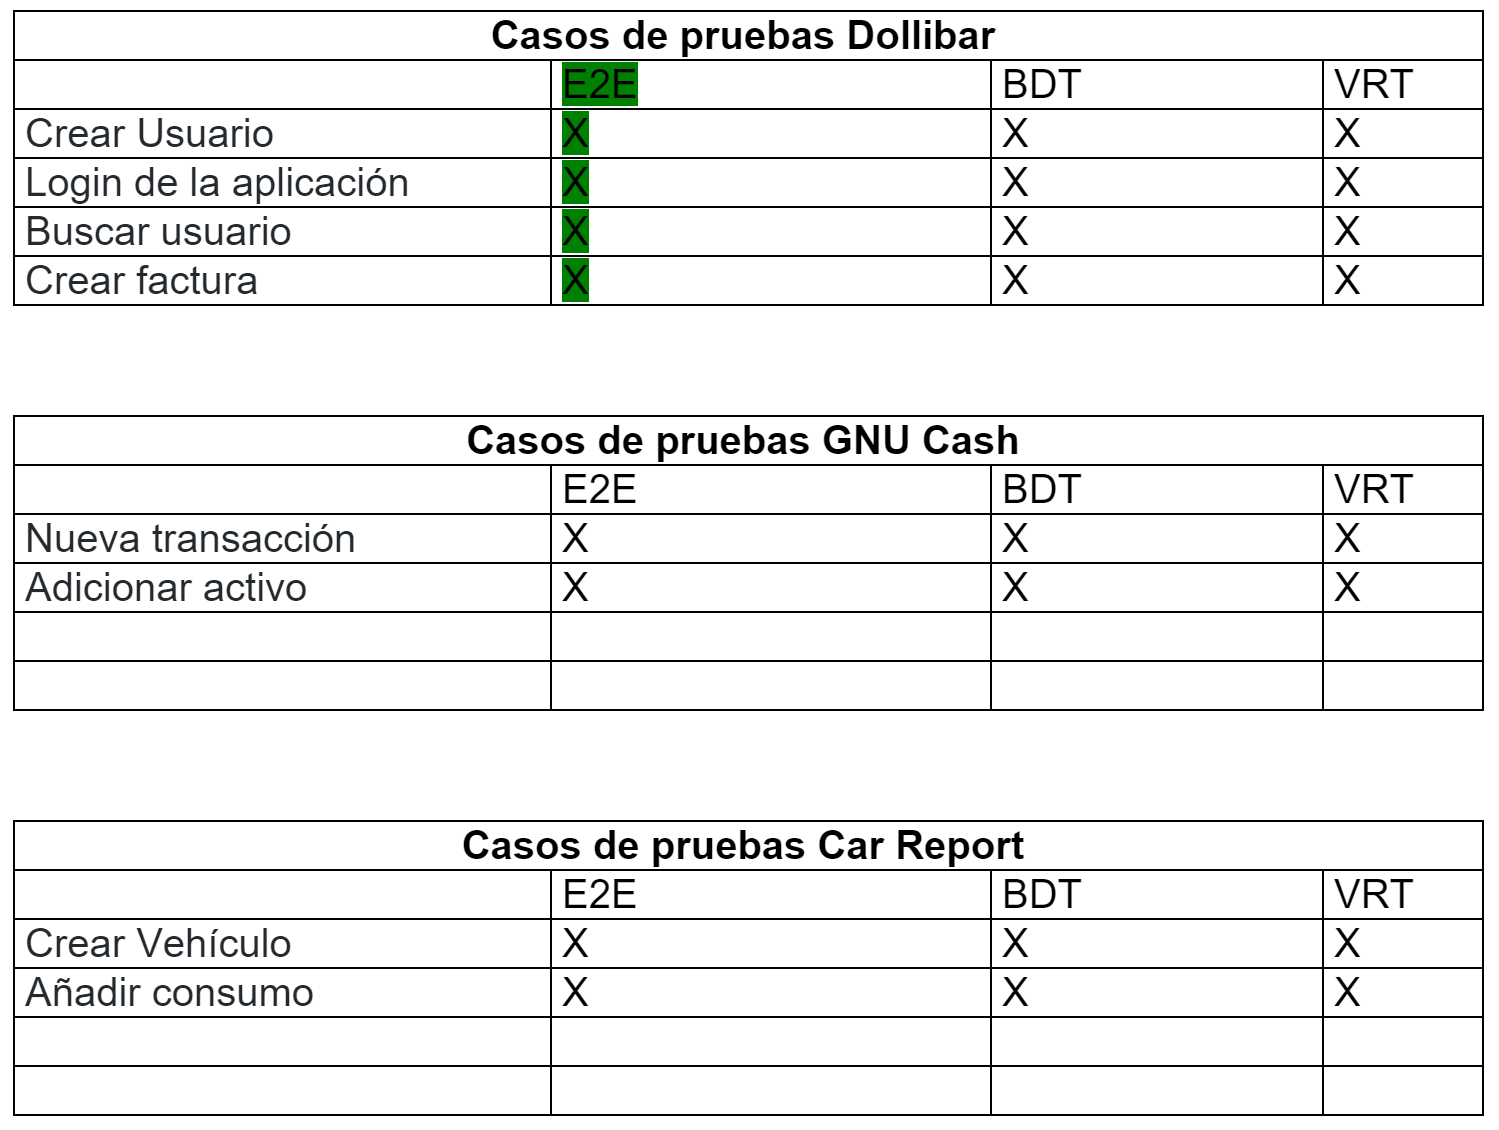 Casos de pruebas Dollibar
E2E BDT VRT
Crear Usuario X X X
Login de la aplicación X X X
Buscar usuario X X X
Crear factura X X X
Casos de pruebas GNU Cash
E2E BDT VRT
Nueva transacción X X X
Adicionar activo X X X
Casos de pruebas Car Report
E2E BDT VRT
Crear Vehículo X X X
Añadir consumo X X X